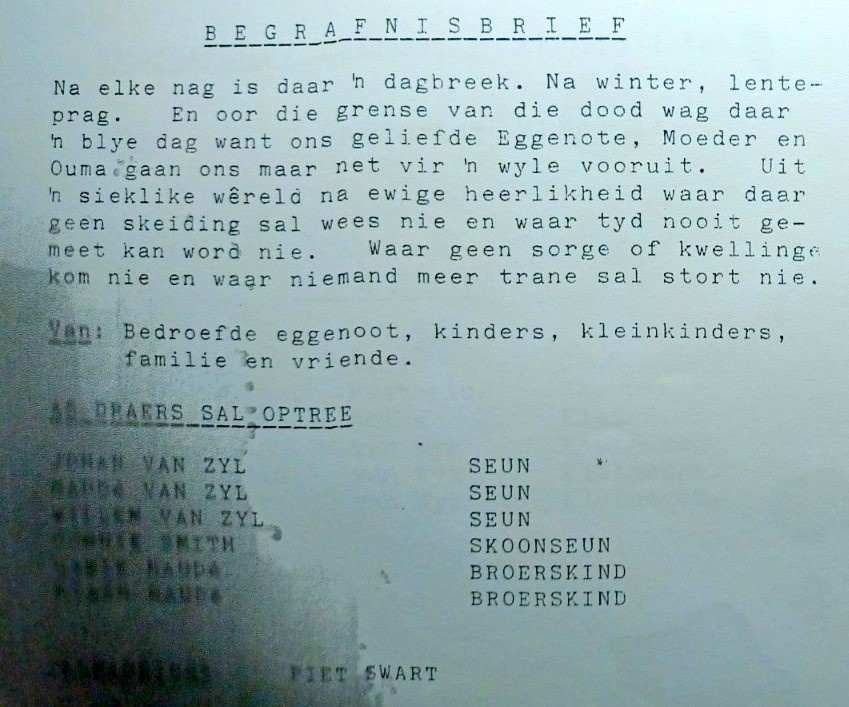 BEGRAFNISBRIEF
Na elke nag is daar 'n dagbreek. Na winter, lente-
prag. En oor die grense van die dood wag daar
'n blye dag want ons geliefde Eggenote, Moeder en
Ouma gaan ons maar net vir 'n wyle vooruit. Uit
'n sieklike wêreld na ewige heerlikheid waar daar
geen skeiding sal wees nie en waar tyd nooit ge-
meet kan word nie. Waar geen sorge of kwellinge
kom nie en waar niemand meer trane sal stort nie.
Van: Bedroefde eggenoot, kinders, kleinkinders,
familie en vriende.
AS DRAERS SAL OPTREE
JOHAN VAN ZYL SEUN
VAN ZYL SEUN
WILLEM VAN ZYL SEUN
SMITH SKOONSEUN
NAUDE BROERSKIND
NAUDE BROERSKIND
PIET SWART